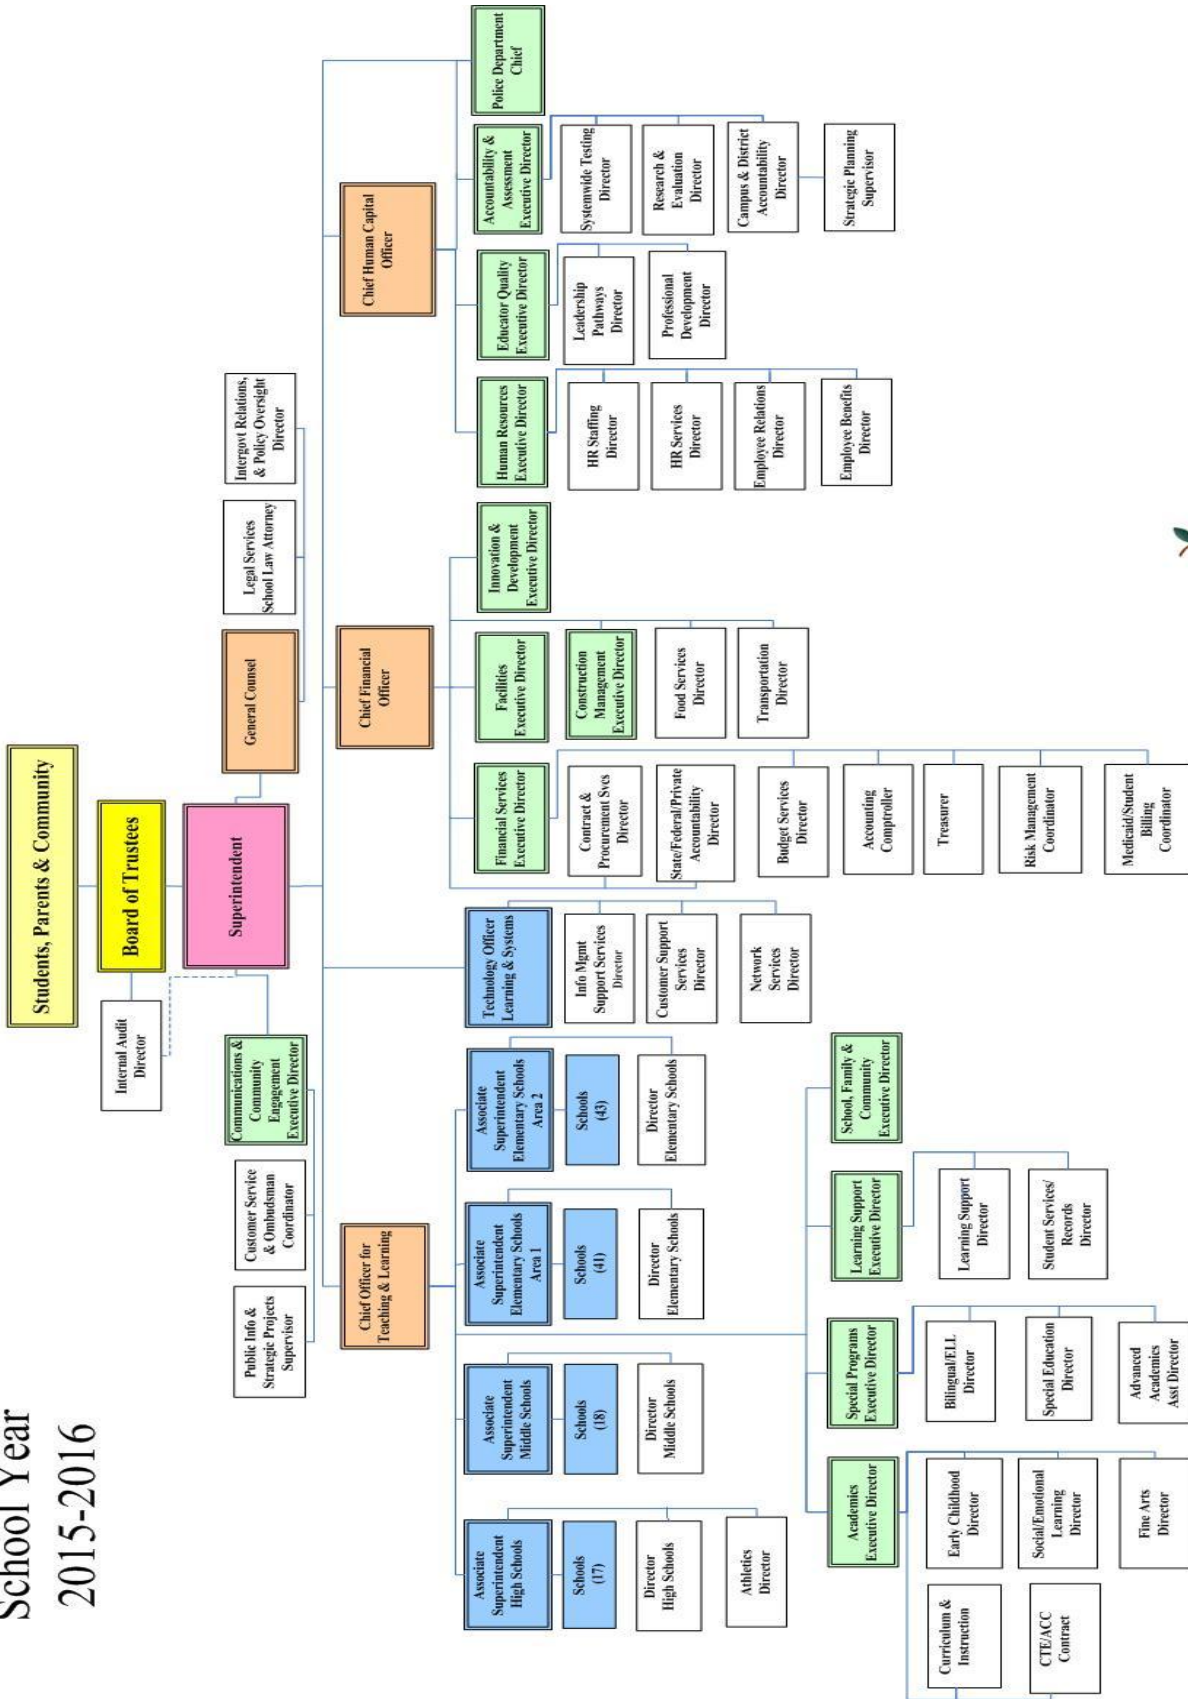 School Year
2015-2016
Students, Parents & Community
Board of Trustees
Internal Audit
Director
Superintendent
Communications &
Community
Engagement
Executive Director
General Counsel
Legal Services
School Law Attorney
Intergovt Relations,
& Policy Oversight
Director
Public Info &
Strategic Projects
Supervisor
Customer Service
& Ombudsman
Coordinator
Chief Officer for
Teaching & Learning
Chief Financial
Officer
Chief Human Capital
Officer
Associate
Superintendent
High Schools
Schools
(17)
Director
High Schools
Athletics
Director
Associate
Superintendent
Middle Schools
Schools
(18)
Director
Middle Schools
Associate
Superintendent
Elementary Schools
Area 1
Schools
(41)
Director
Elementary Schools
Associate
Superintendent
Elementary Schools
Area 2
Schools
(43)
Director
Elementary Schools
Technology Officer
Learning & Systems
Info Mgmt
Support Services
Director
Customer Support
Services
Director
Network
Services
Director
Financial Services
Executive Director
Contract &
Procurement Svcs
Director
State/Federal/Private
Accountability
Director
Budget Services
Director
Accounting
Comptroller
Treasurer
Risk Management
Coordinator
Medicaid/Student
Billing
Coordinator
Facilities
Executive Director
Construction
Management
Executive Director
Food Services
Director
Transportation
Director
Innovation &
Development
Executive Director
Human Resources
Executive Director
HR Staffing
Director
HR Services
Director
Employee Relations
Director
Employee Benefits
Director
Educator Quality
Executive Director
Leadership
Pathways
Director
Professional
Development
Director
Accountability &
Assessment
Executive Director
Systemwide Testing
Director
Research &
Evaluation
Director
Campus & District
Accountability
Director
Strategic Planning
Supervisor
Police Department
Chief
Academics
Executive Director
Curriculum &
Instruction
CTE/ACC
Contract
Early Childhood
Director
Social/Emotional
Learning
Director
Fine Arts
Director
Special Programs
Executive Director
Bilingual/ELL
Director
Special Education
Director
Advanced
Academics
Asst Director
Learning Support
Executive Director
Learning Support
Director
Student Services/
Records
Director
School, Family &
Community
Executive Director